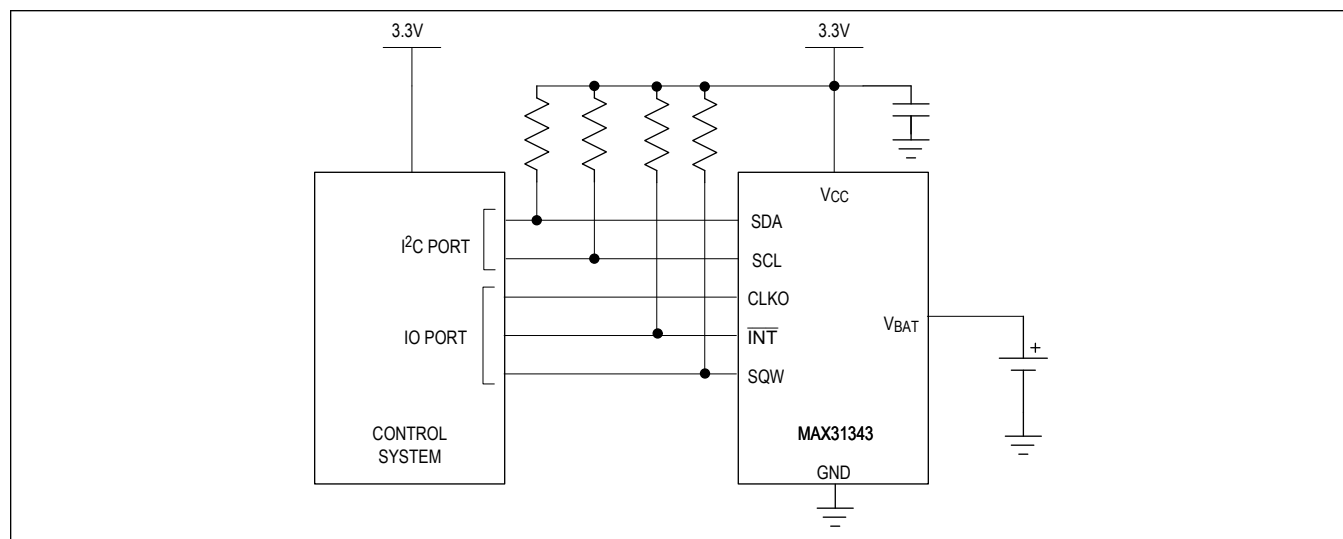 3.3V
3.3V
VCC
SDA
I²C PORT
SCL
CLKO
VBAT
IO PORT
INT
SQW
+
CONTROL
SYSTEM
MAX31343
GND